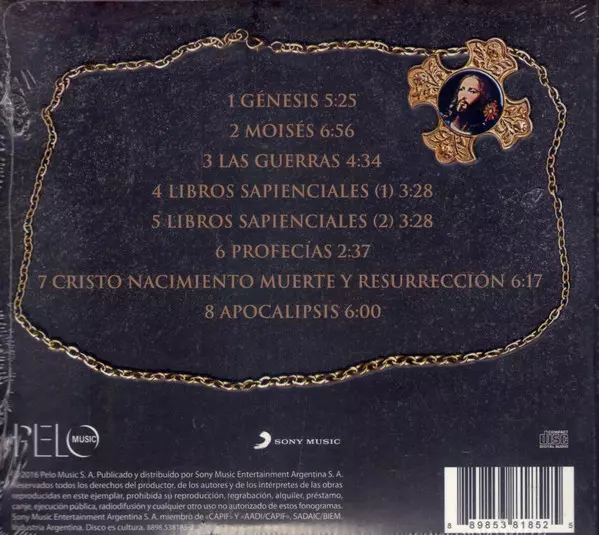 1 GÉNESIS 5:25
2 MOISÉS 6:56
3 LAS GUERRAS 4:34
4 LIBROS SAPIENCIALES (1) 3:28
5 LIBROS SAPIENCIALES (2) 3:28
6 PROFECÍAS 2:37
7 CRISTO NACIMIENTO MUERTE Y RESURRECCIÓN 6:17
8 APOCALIPSIS 6:00
PELO MUSIC
SONY MUSIC
COMPACT
disc
DIGITAL AUDIO
℗2016 Pelo Music S. A. Publicado y distribuido por Sony Music Entertainment Argentina S. A.
Reservados todos los derechos del productor, de los autores y de los intérpretes de las obras
reproducidas en este ejemplar, prohibida su reproducción, regrabación, alquiler, préstamo,
canje, ejecución pública, radiodifusión y cualquier otro uso no autorizado de estos fonogramas.
Sony Music Entertainment Argentina S. A. miembro de «CAPIF» Y «AADI/CAPIF». SADAIC/BIEM.
Industria Argentina. Disco es cultura.
8 89853 81852 5